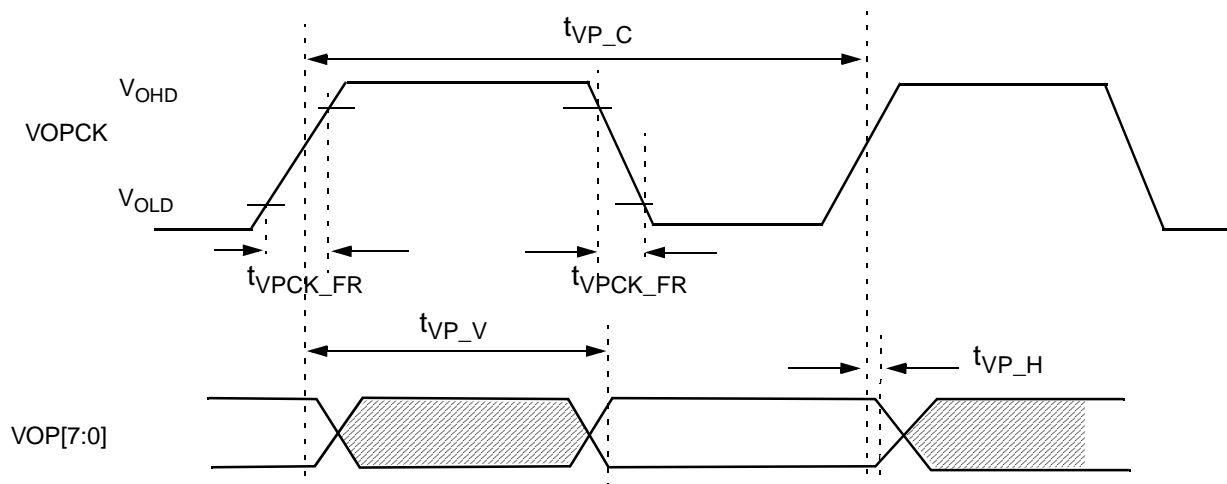 tVP_C
VOHD
VOPCK
VOLD
tVPCK_FR
tVPCK_FR
tVP_V
tVP_H
VOP[7:0]